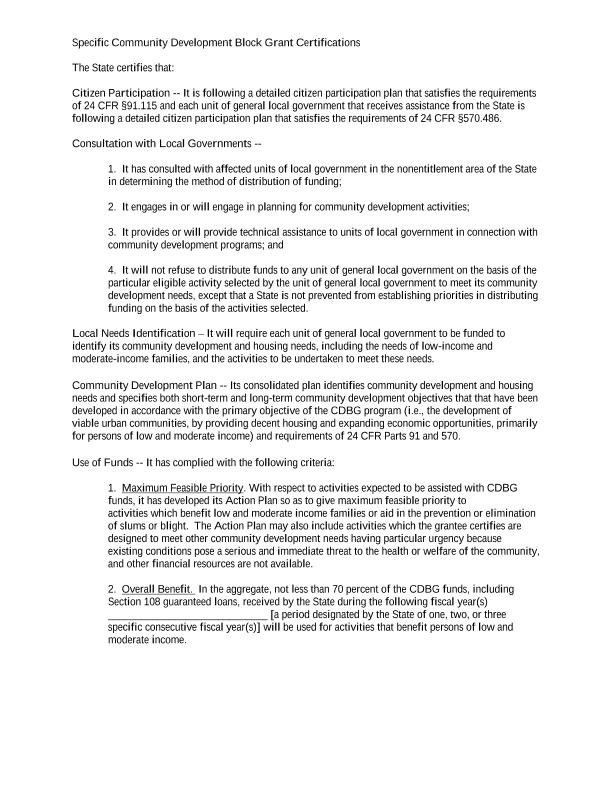 Specific Community Development Block Grant Certifications
The State certifies that:
Citizen Participation -- It is following a detailed citizen participation plan that satisfies the requirements
of 24 CFR §91.115 and each unit of general local government that receives assistance from the State is
following a detailed citizen participation plan that satisfies the requirements of 24 CFR §570.486.
Consultation with Local Governments --
1.  It has consulted with affected units of local government in the nonentitlement area of the State
in determining the method of distribution of funding;
2.  It engages in or will engage in planning for community development activities;
3.  It provides or will provide technical assistance to units of local government in connection with
community development programs; and
4.  It will not refuse to distribute funds to any unit of general local government on the basis of the
particular eligible activity selected by the unit of general local government to meet its community
development needs, except that a State is not prevented from establishing priorities in distributing
funding on the basis of the activities selected.
Local Needs Identification – It will require each unit of general local government to be funded to
identify its community development and housing needs, including the needs of low-income and
moderate-income families, and the activities to be undertaken to meet these needs.
Community Development Plan -- Its consolidated plan identifies community development and housing
needs and specifies both short-term and long-term community development objectives that that have been
developed in accordance with the primary objective of the CDBG program (i.e., the development of
viable urban communities, by providing decent housing and expanding economic opportunities, primarily
for persons of low and moderate income) and requirements of 24 CFR Parts 91 and 570.
Use of Funds -- It has complied with the following criteria:
1.  Maximum Feasible Priority. With respect to activities expected to be assisted with CDBG
funds, it has developed its Action Plan so as to give maximum feasible priority to
activities which benefit low and moderate income families or aid in the prevention or elimination
of slums or blight.  The Action Plan may also include activities which the grantee certifies are
designed to meet other community development needs having particular urgency because
existing conditions pose a serious and immediate threat to the health or welfare of the community,
and other financial resources are not available.
2.  Overall Benefit.  In the aggregate, not less than 70 percent of the CDBG funds, including
Section 108 guaranteed loans, received by the State during the following fiscal year(s)
______________________________ [a period designated by the State of one, two, or three
specific consecutive fiscal year(s)] will be used for activities that benefit persons of low and
moderate income.